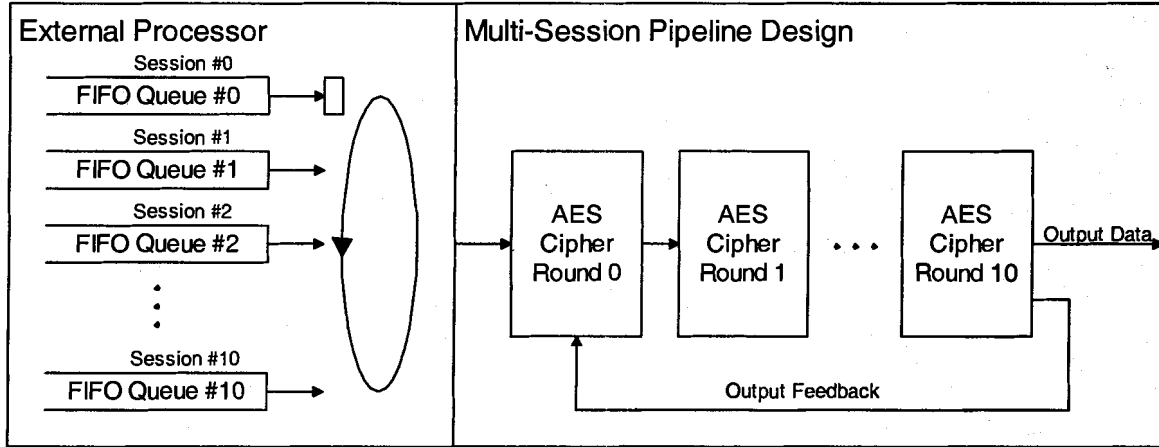 External Processor
Session #0
FIFO Queue #0
Session #1
FIFO Queue #1
Session #2
FIFO Queue #2
Session #10
FIFO Queue #10
Multi-Session Pipeline Design
AES
Cipher
Round 0
AES
Cipher
Round 1
AES
Cipher
Round 10
Output Data
Output Feedback